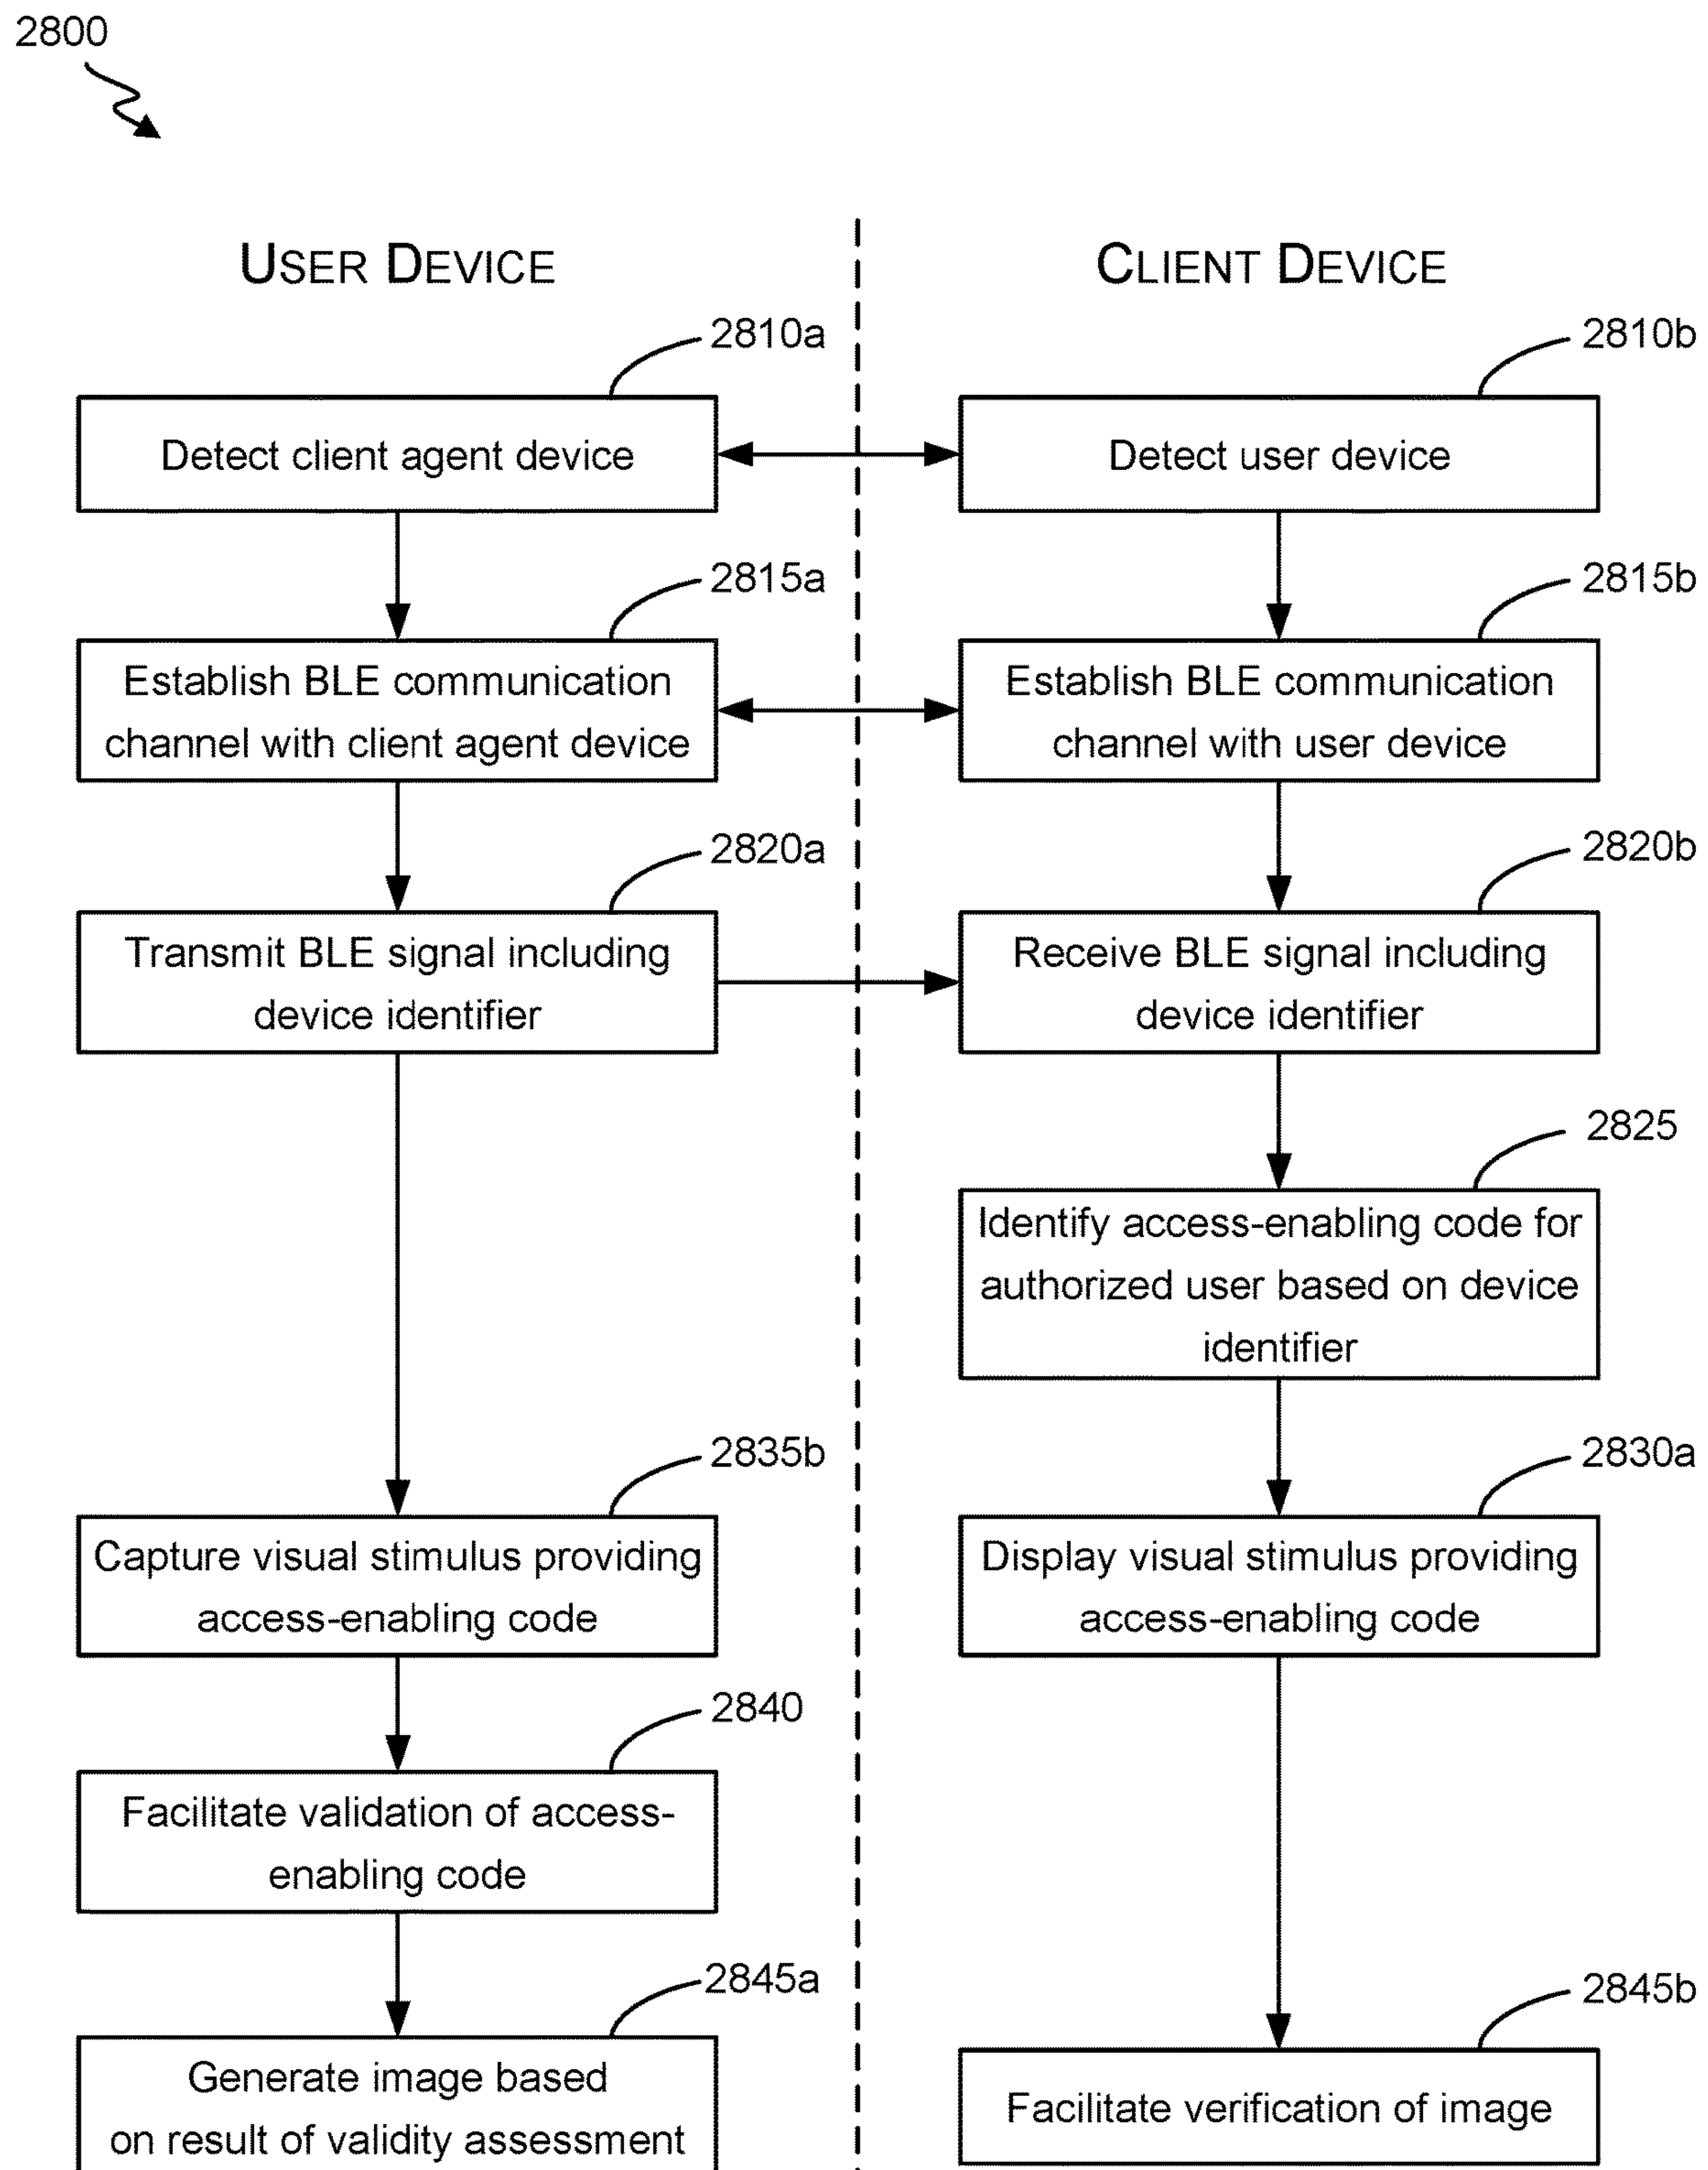 2800
USER DEVICE
CLIENT DEVICE
2810a
2810b
Detect client agent device
Detect user device
2815a
2815b
Establish BLE communication
channel with client agent device
Establish BLE communication
channel with user device
2820a
2820b
Transmit BLE signal including
device identifier
Receive BLE signal including
device identifier
2825
Identify access-enabling code for
authorized user based on device
identifier
2835b
2830a
Capture visual stimulus providing
access-enabling code
Display visual stimulus providing
access-enabling code
2840
Facilitate validation of access-
enabling code
2845a
2845b
Generate image based
on result of validity assessment
Facilitate verification of image